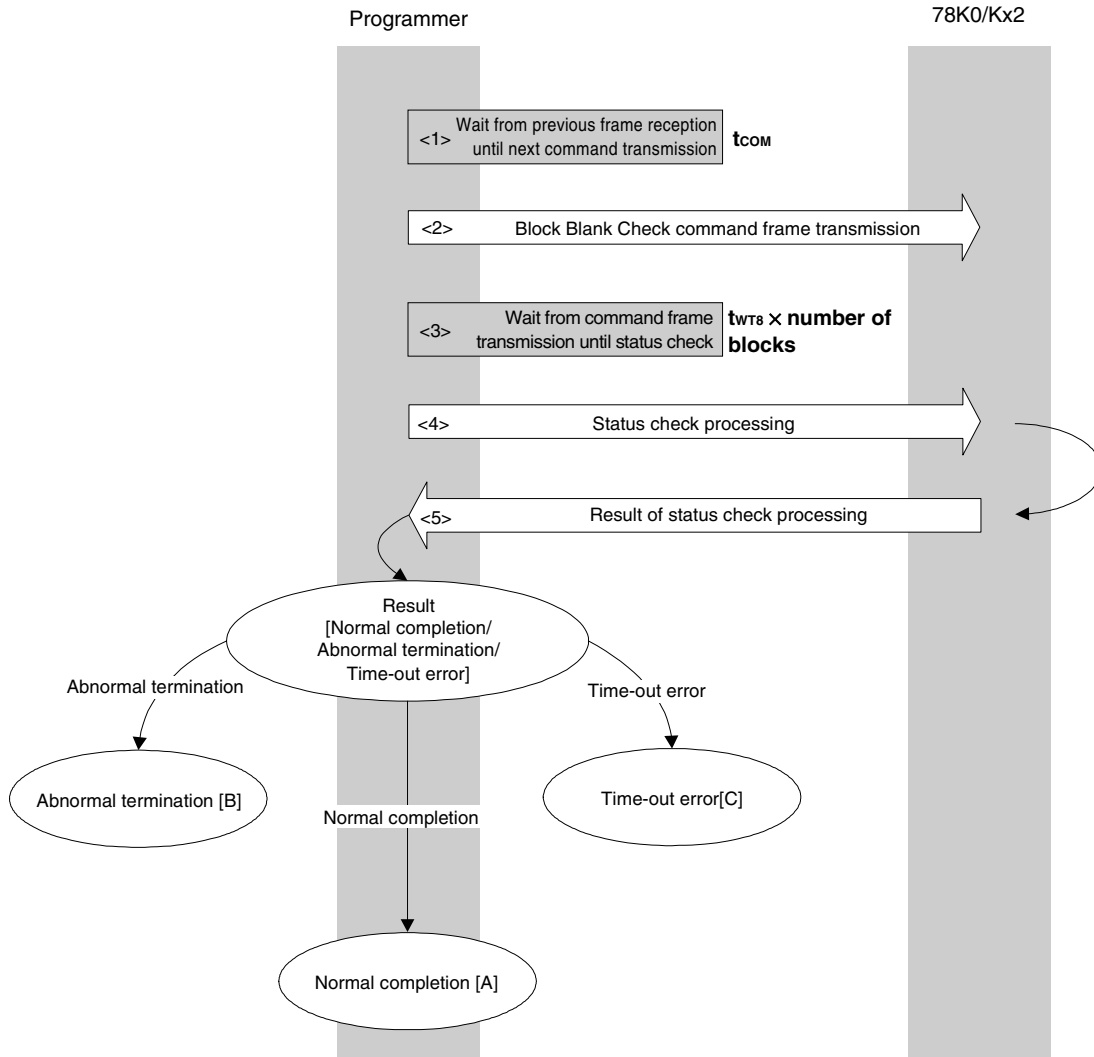 Programmer
78K0/Kx2
<1> Wait from previous frame reception
until next command transmission
tCOM
<2> Block Blank Check command frame transmission
<3> Wait from command frame
transmission until status check
tWT8 × number of
blocks
<4> Status check processing
<5> Result of status check processing
Result
[Normal completion/
Abnormal termination/
Time-out error]
Abnormal termination
Time-out error
Abnormal termination [B]
Time-out error[C]
Normal completion
Normal completion [A]